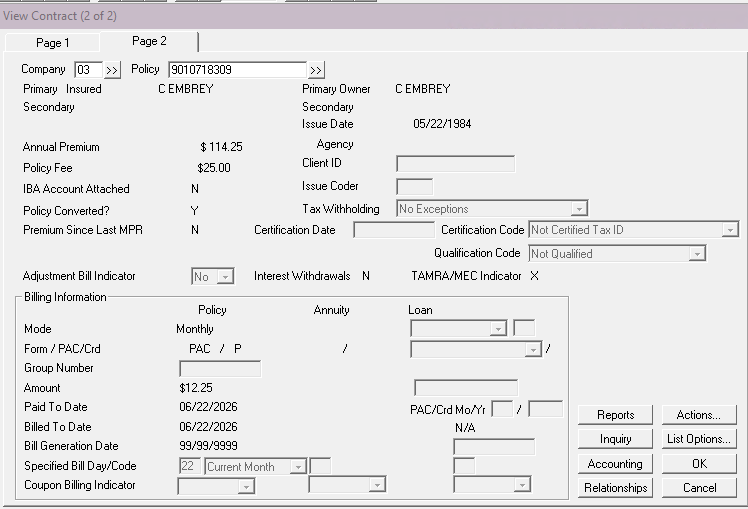 View Contract (2 of 2)
Page 1 Page 2
Company 03 >> Policy 9010718309 >>
Primary Insured C EMBREY Primary Owner C EMBREY
Secondary Secondary
Issue Date 05/22/1984
Annual Premium $ 114.25 Agency
Policy Fee $25.00 Client ID
IBA Account Attached N Issue Coder
Policy Converted? Y Tax Withholding No Exceptions
Premium Since Last MPR N Certification Date Certification Code Not Certified Tax ID
Qualification Code Not Qualified
Adjustment Bill Indicator No Interest Withdrawals N TAMRA/MEC Indicator X
Billing Information
Policy Annuity Loan
Mode Monthly
Form / PAC/Crd PAC / P / /
Group Number
Amount $12.25
Paid To Date 06/22/2026 PAC/Crd Mo/Yr /
Billed To Date 06/22/2026 N/A
Bill Generation Date 99/99/9999
Specified Bill Day/Code 22 Current Month
Coupon Billing Indicator
Reports Actions...
Inquiry List Options...
Accounting OK
Relationships Cancel